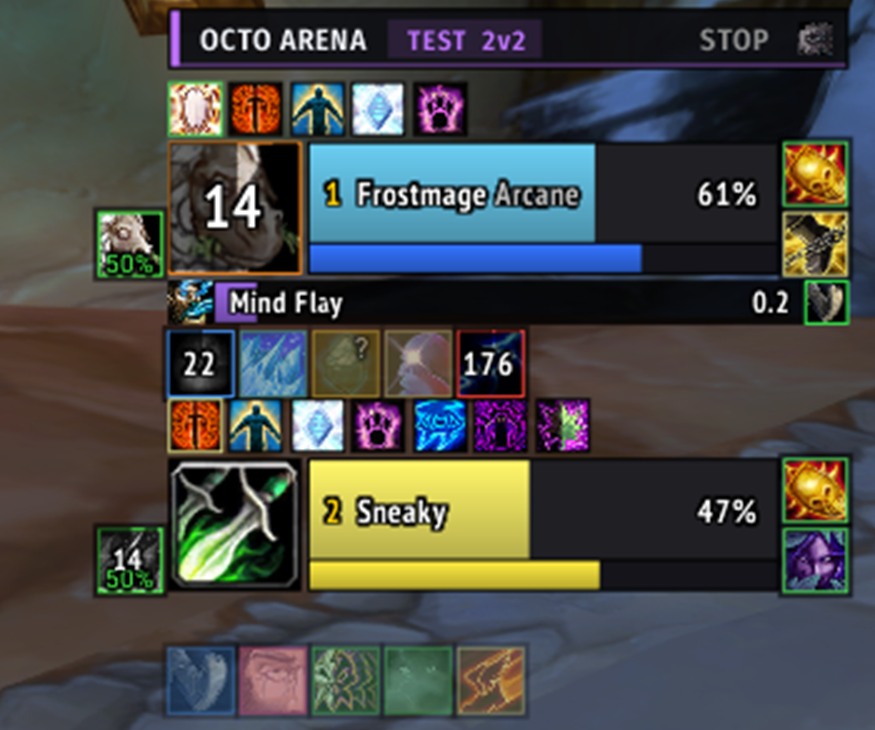 OCTO ARENA TEST 2v2 STOP
14 1 Frostmage Arcane 61%
50%
Mind Flay 0.2
22 ? 176
2 Sneaky 47%
14
50%